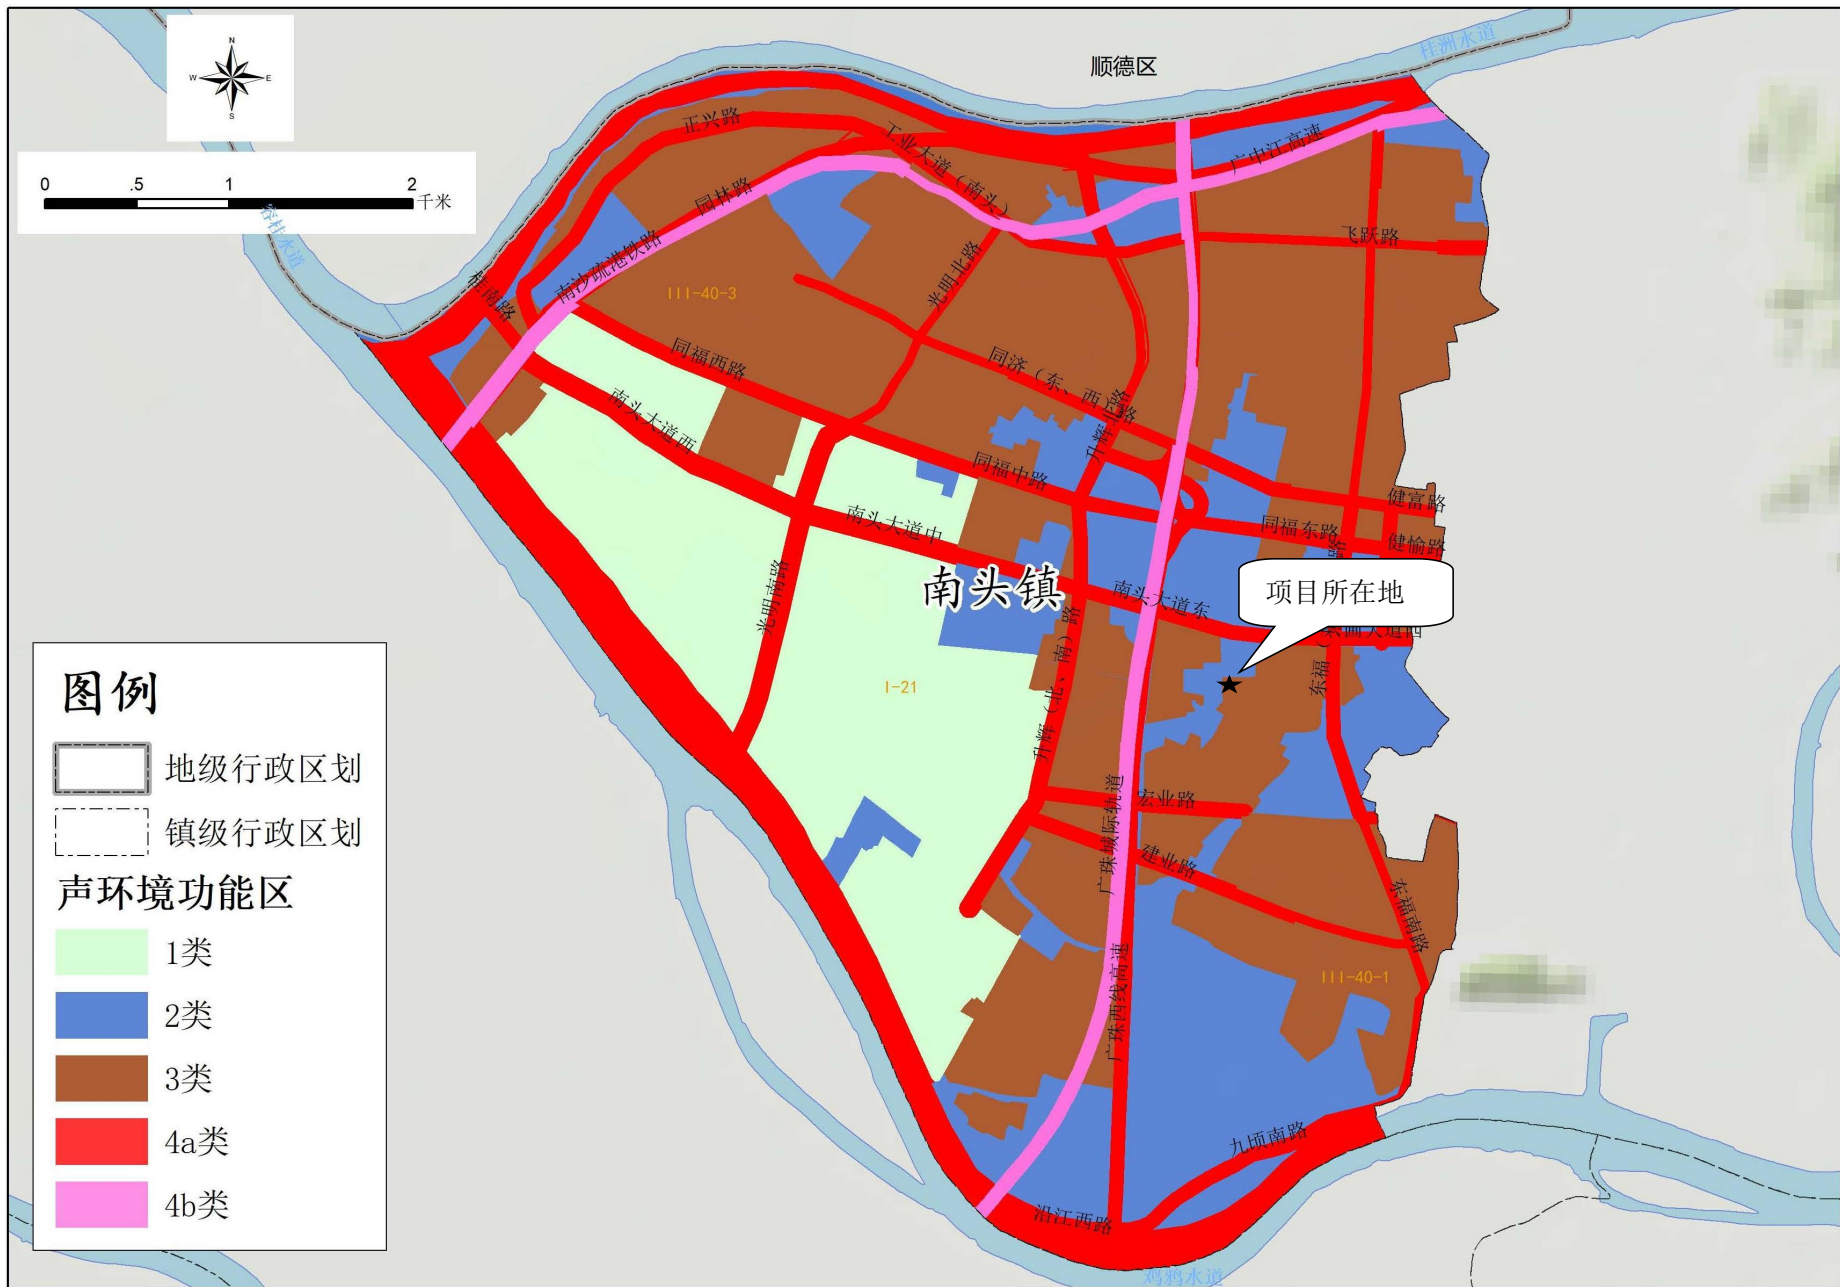 顺德区
桂洲水道
N
W
E
S
0 .5 1 2
千米
容桂水道
正兴路
工业大道（南头）
广中江高速
园林路
飞跃路
南沙疏港铁路
桂南路
光明北路
III-40-3
同福西路
同济（东、西）路
南头大道西
升辉北路
同福中路
健富路
南头大道中
同福东路
健愉路
路
南头镇
光明南路
南头大道东
项目所在地
东福（
I-21
升辉（北、南）路
广珠城际轨道
宏业路
建业路
东福南路
广珠西线高速
III-40-1
九顷南路
沿江西路
鸡鸦水道
图例
地级行政区划
镇级行政区划
声环境功能区
1类
2类
3类
4a类
4b类